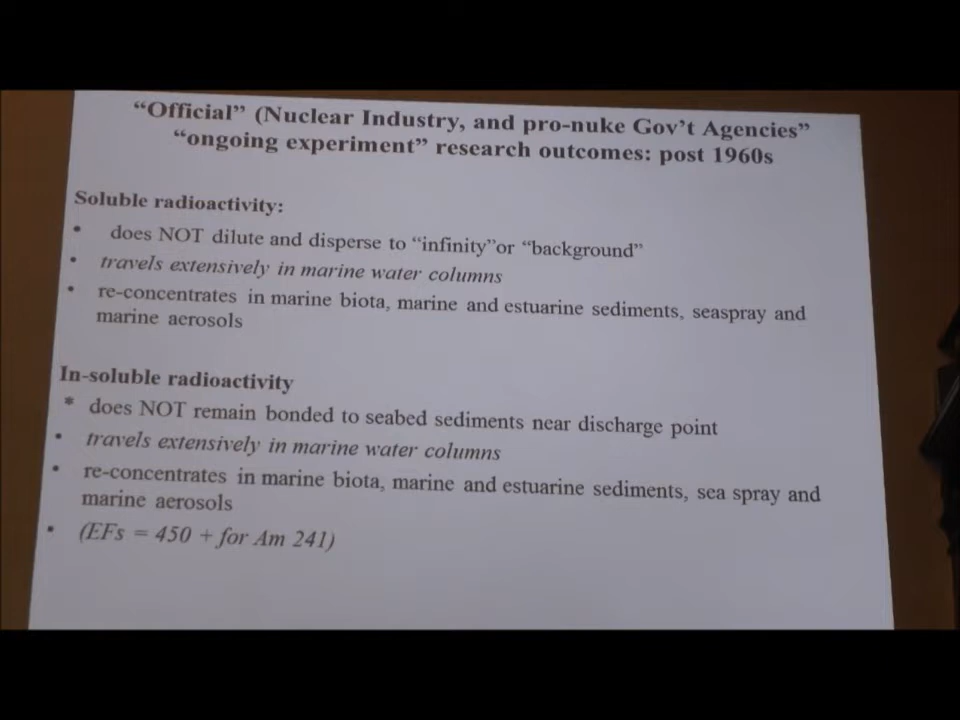 “Official” (Nuclear Industry, and pro-nuke Gov’t Agencies”
“ongoing experiment” research outcomes: post 1960s
Soluble radioactivity:
• does NOT dilute and disperse to “infinity”or “background”
• travels extensively in marine water columns
• re-concentrates in marine biota, marine and estuarine sediments, seaspray and
marine aerosols
In-soluble radioactivity
* does NOT remain bonded to seabed sediments near discharge point
• travels extensively in marine water columns
• re-concentrates in marine biota, marine and estuarine sediments, sea spray and
marine aerosols
• (EFs = 450 + for Am 241)